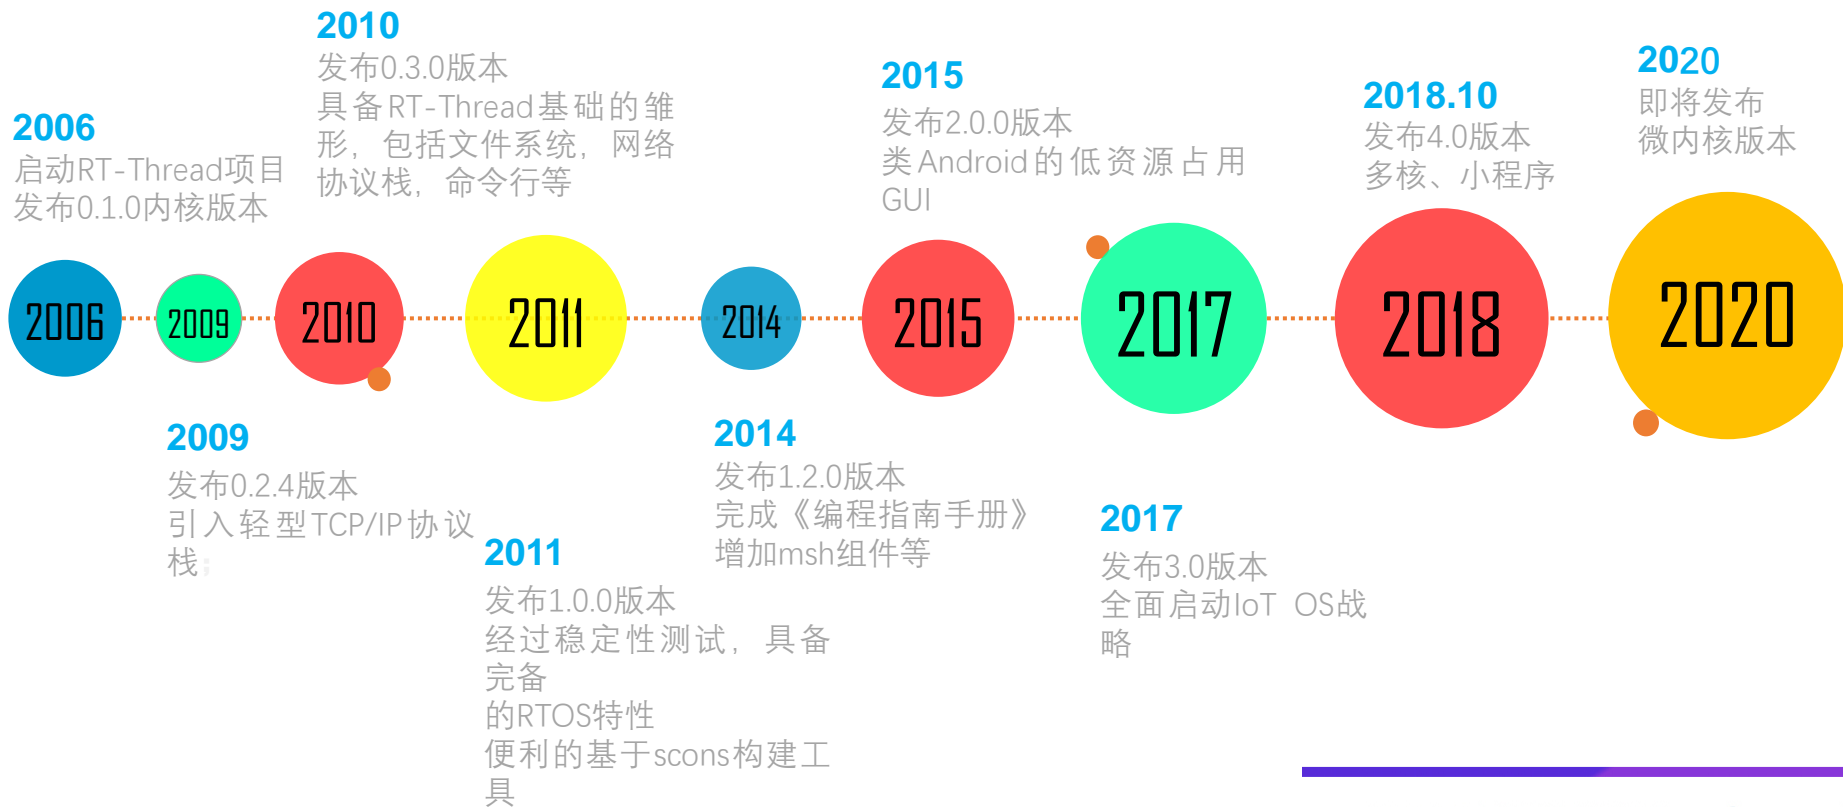 2006
启动RT-Thread项目
发布0.1.0内核版本
2010
发布0.3.0版本
具备RT-Thread基础的雏
形，包括文件系统，网络
协议栈，命令行等
2015
发布2.0.0版本
类Android的低资源占用
GUI
2018.10
发布4.0版本
多核、小程序
2020
即将发布
微内核版本
2006
2009
2010
2011
2014
2015
2017
2018
2020
2009
发布0.2.4版本
引入轻型TCP/IP协议
栈；
2011
发布1.0.0版本
经过稳定性测试，具备
完备
的RTOS特性
便利的基于scons构建工
具
2014
发布1.2.0版本
完成《编程指南手册》
增加msh组件等
2017
发布3.0版本
全面启动IoT OS战
略